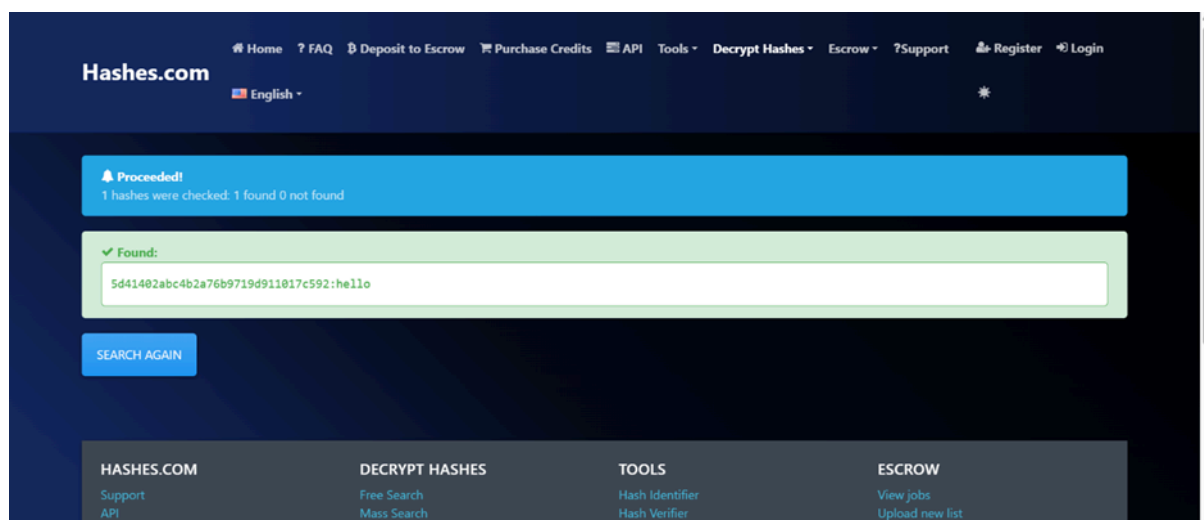 Home ? FAQ Deposit to Escrow Purchase Credits API Tools Decrypt Hashes Escrow ?Support Register Login
Hashes.com
English
Proceeded!
1 hashes were checked: 1 found 0 not found
Found:
5d41402abc4b2a76b9719d911017c592:hello
SEARCH AGAIN
HASHES.COM DECRYPT HASHES TOOLS ESCROW
Support Free Search Hash Identifier View jobs
API Mass Search Hash Verifier Upload new list